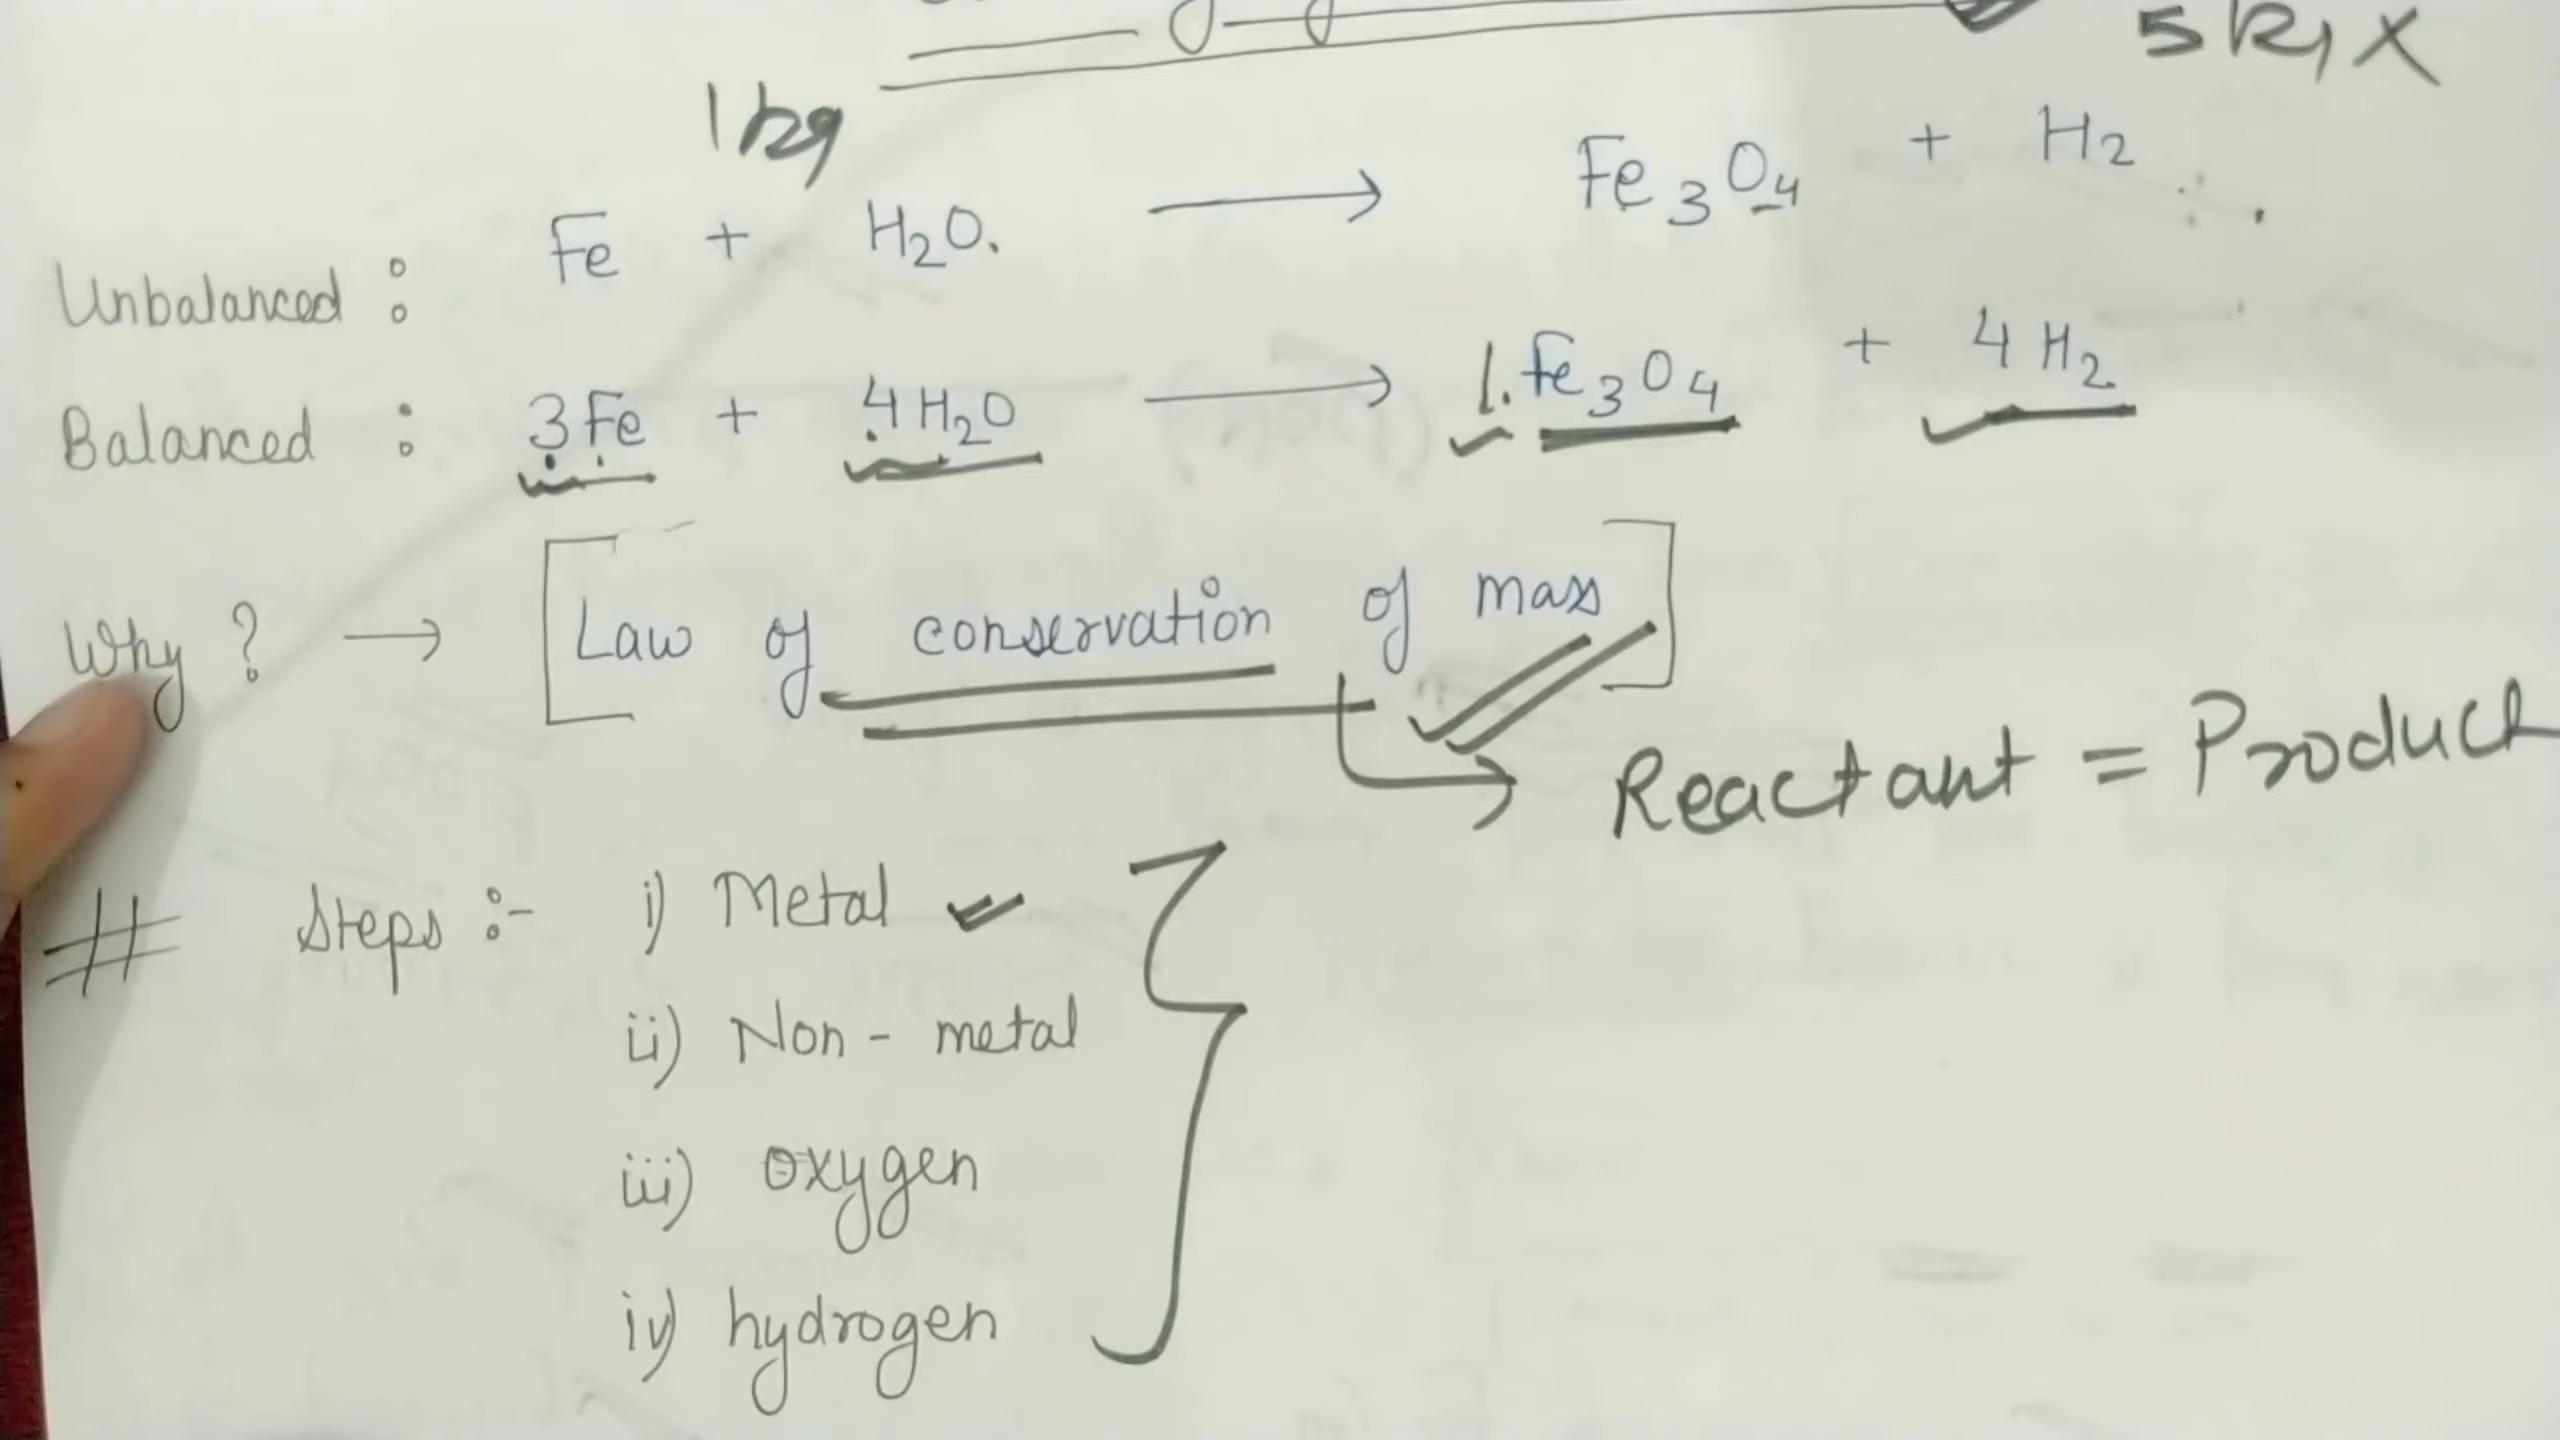 1kg
Unbalanced : Fe + H₂O. → Fe₃O₄ + H₂
Balanced : 3Fe + 4H₂O → 1. Fe₃O₄ + 4H₂
Why ? → [Law of conservation of mass]
Reactant = Product
# Steps :- i) Metal ✓
ii) Non - metal
iii) oxygen
iv) hydrogen